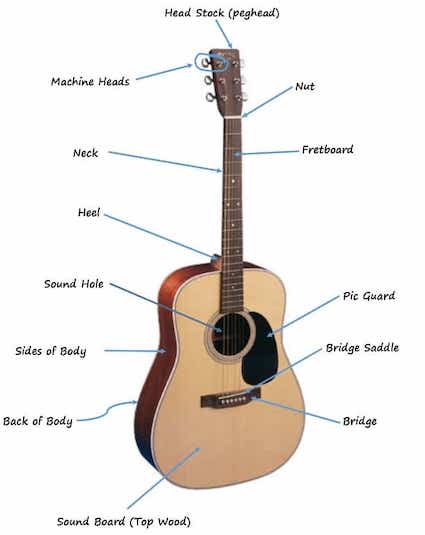 Head Stock (peghead)
Machine Heads
Nut
Neck
Fretboard
Heel
Sound Hole
Pic Guard
Sides of Body
Bridge Saddle
Back of Body
Bridge
Sound Board (Top Wood)